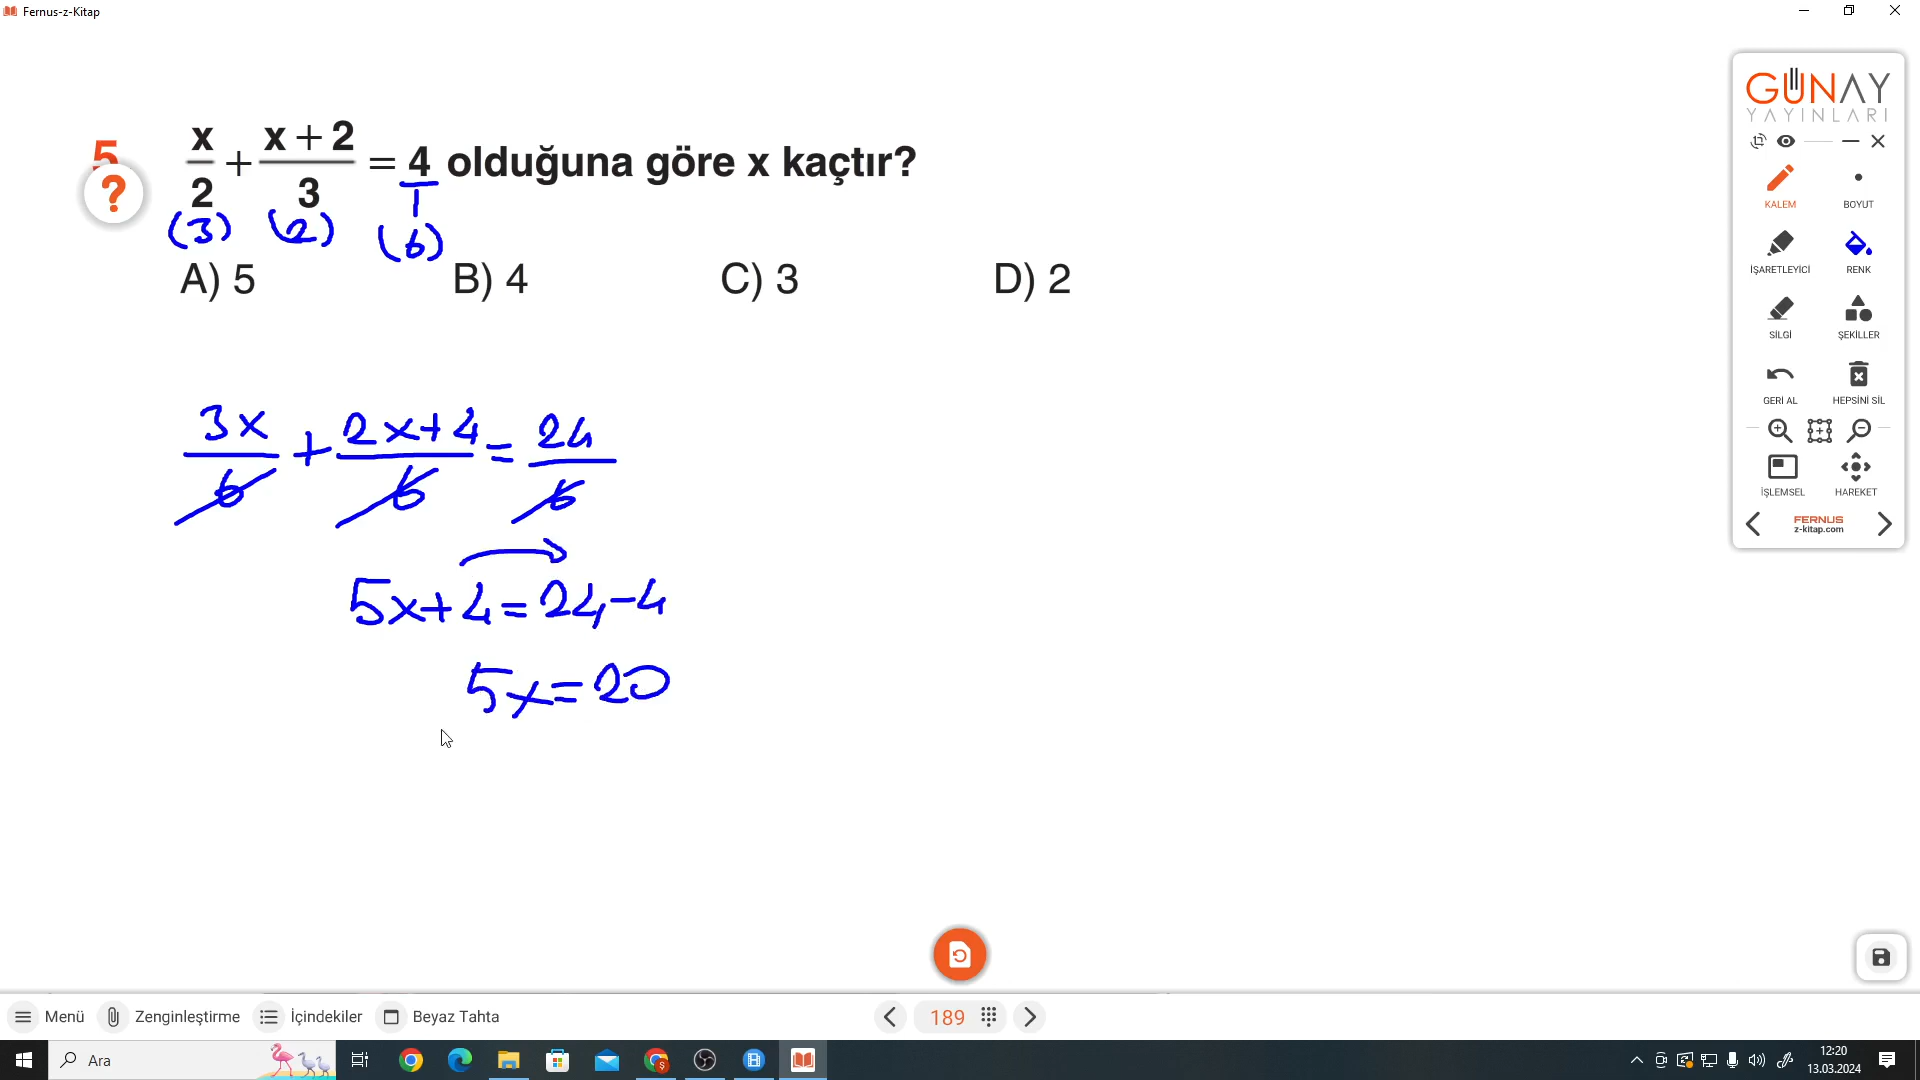 Fernus-z-Kitap
GÜNAY
YAYINLARI
5
?
x/2 + x+2/3 = 4 olduğuna göre x kaçtır?
(3) (2) 1 (6)
A) 5 B) 4 C) 3 D) 2
3x/6 + 2x+4/6 = 24/6
5x+4=24-4
5x=20
KALEM BOYUT
İŞARETLEYİCİ RENK
SİLGİ ŞEKİLLER
GERİ AL HEPSİNİ SİL
İŞLEMSEL HAREKET
FERNUS
z-kitap.com
Menü Zenginleştirme İçindekiler Beyaz Tahta 189
Ara
12:20
13.03.2024